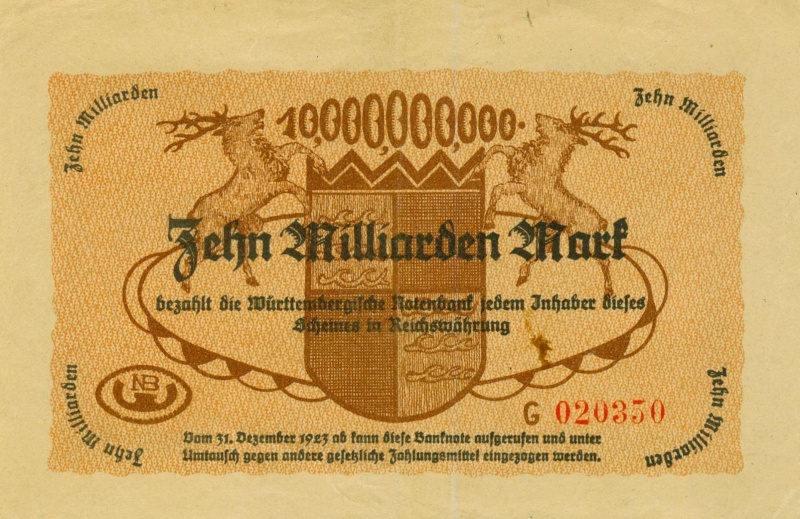 Zehn Milliarden
10,000,000,000.
Zehn Milliarden
Zehn Milliarden Mark
bezahlt die Württembergische Notenbank jedem Inhaber dieses
Scheines in Reichswährung
Zehn Milliarden
NB
G 020350
Zehn Milliarden
Vom 31. Dezember 1923 ab kann diese Banknote aufgerufen und unter
Umtausch gegen andere gesetzliche Zahlungsmittel eingezogen werden.